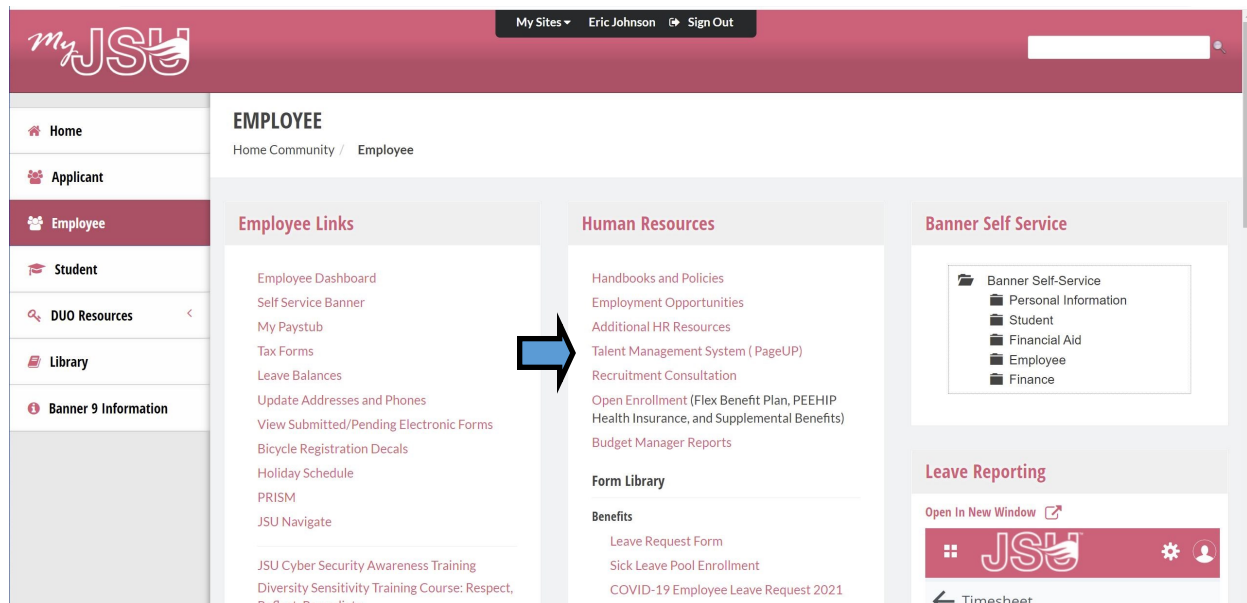 My Sites Eric Johnson Sign Out
My JSU
Home
Applicant
Employee
Student
DUO Resources
Library
Banner 9 Information
EMPLOYEE
Home Community / Employee
Employee Links
Employee Dashboard
Self Service Banner
My Paystub
Tax Forms
Leave Balances
Update Addresses and Phones
View Submitted/Pending Electronic Forms
Bicycle Registration Decals
Holiday Schedule
PRISM
JSU Navigate
JSU Cyber Security Awareness Training
Diversity Sensitivity Training Course: Respect,
Human Resources
Handbooks and Policies
Employment Opportunities
Additional HR Resources
Talent Management System ( PageUP)
Recruitment Consultation
Open Enrollment (Flex Benefit Plan, PEEHIP
Health Insurance, and Supplemental Benefits)
Budget Manager Reports
Form Library
Benefits
Leave Request Form
Sick Leave Pool Enrollment
COVID-19 Employee Leave Request 2021
Banner Self Service
Banner Self-Service
Personal Information
Student
Financial Aid
Employee
Finance
Leave Reporting
Open In New Window
JSU
Timesheet